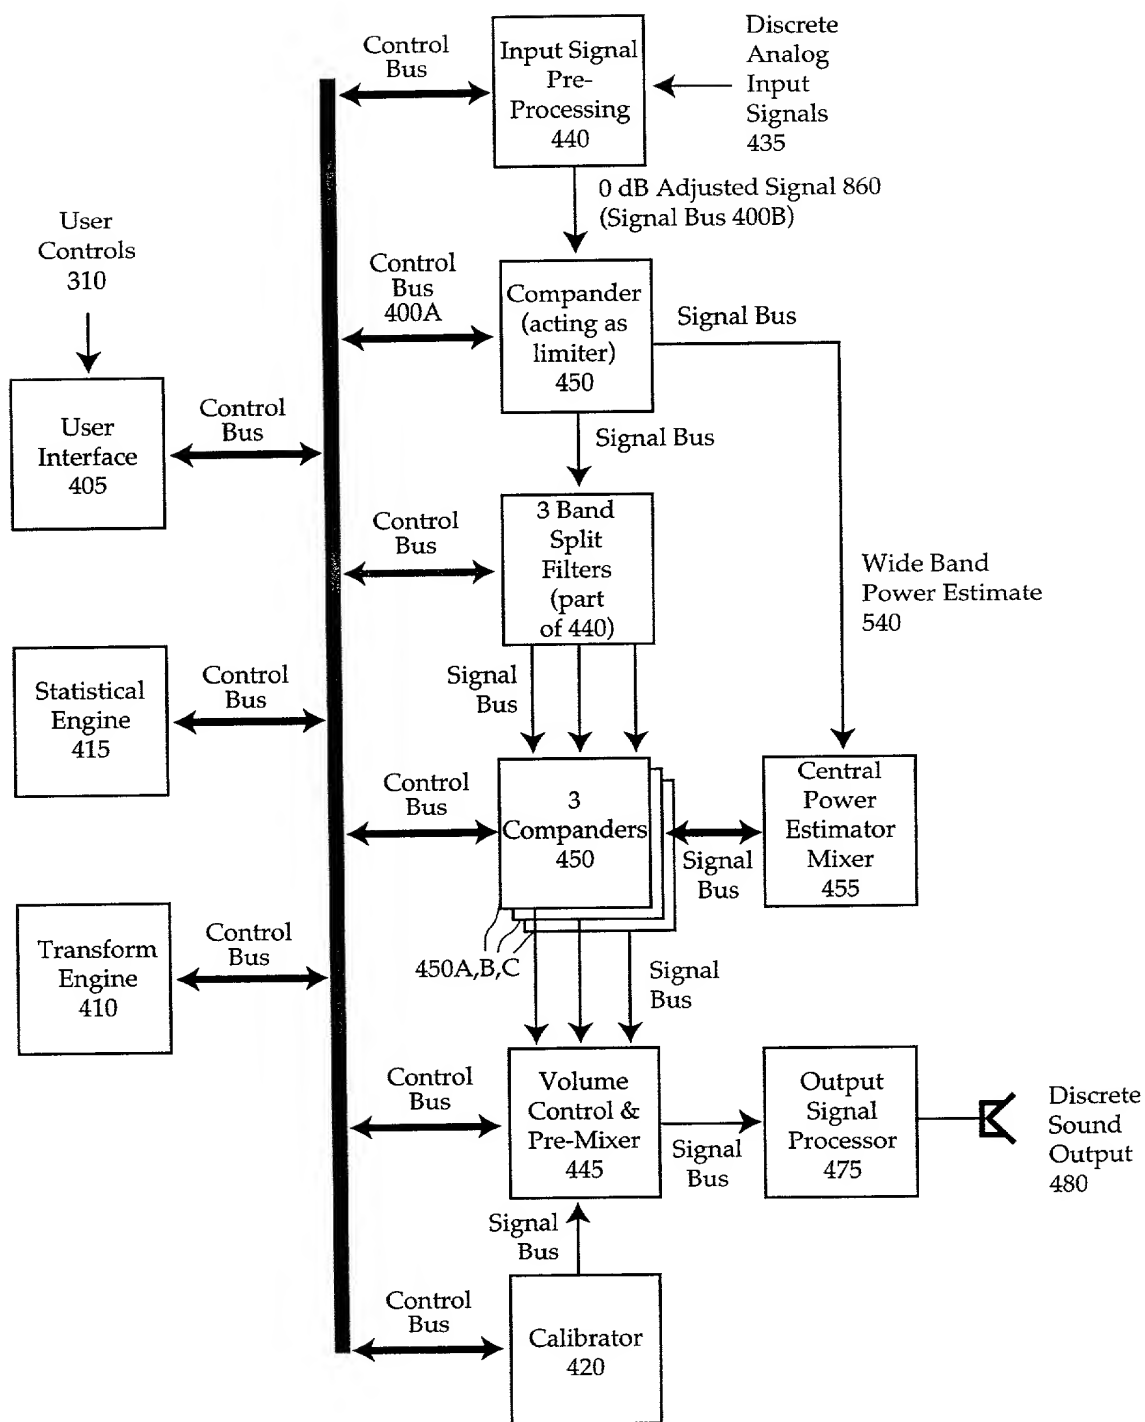 Control
Bus
Input Signal
Pre-
Processing
440
Discrete
Analog
Input
Signals
435
0 dB Adjusted Signal 860
(Signal Bus 400B)
User
Controls
310
Control
Bus
400A
Compander
(acting as
limiter)
450
Signal Bus
User
Interface
405
Control
Bus
Signal Bus
Control
Bus
3 Band
Split
Filters
(part
of 440)
Wide Band
Power Estimate
540
Signal
Bus
Statistical
Engine
415
Control
Bus
Control
Bus
3
Companders
450
Signal
Bus
Central
Power
Estimator
Mixer
455
Transform
Engine
410
Control
Bus
450A,B,C
Signal
Bus
Control
Bus
Volume
Control &
Pre-Mixer
445
Signal
Bus
Output
Signal
Processor
475
Discrete
Sound
Output
480
Signal
Bus
Control
Bus
Calibrator
420